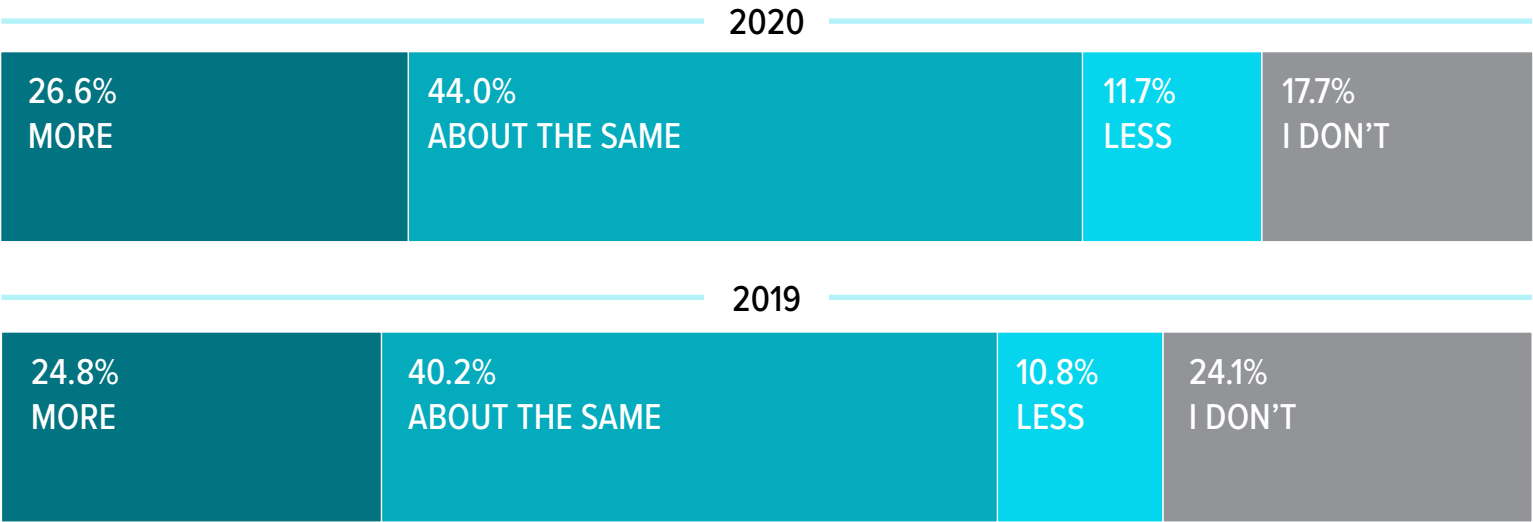 2020
26.6% 44.0% 11.7% 17.7%
MORE ABOUT THE SAME LESS I DON’T
2019
24.8% 40.2% 10.8% 24.1%
MORE ABOUT THE SAME LESS I DON’T